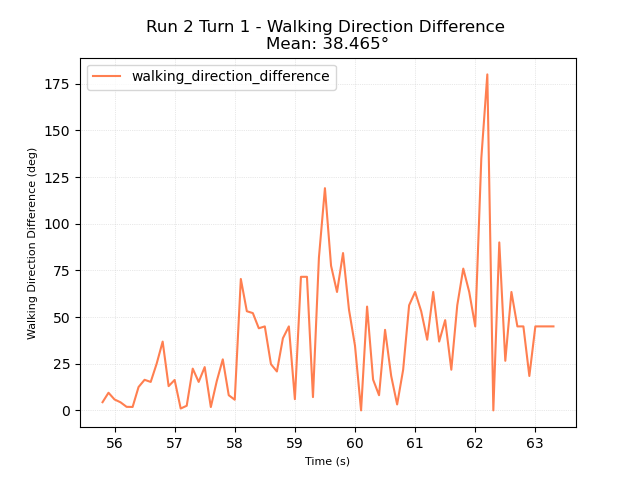 Run 2 Turn 1 - Walking Direction Difference
Mean: 38.465°
walking_direction_difference
Walking Direction Difference (deg)
175
150
125
100
75
50
25
0
56 57 58 59 60 61 62 63
Time (s)